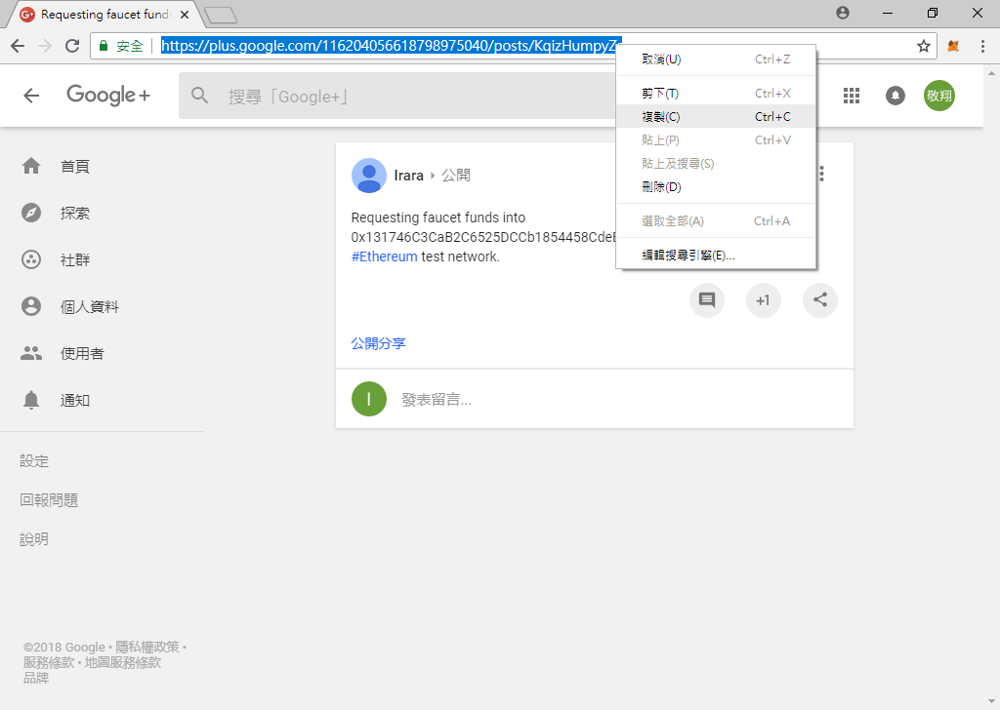 Requesting faucet fund
安全
https://plus.google.com/116204056618798975040/posts/KqizHumpyZ
取消(U) Ctrl+Z
剪下(T) Ctrl+X
複製(C) Ctrl+C
貼上(P) Ctrl+V
貼上及搜尋(S)
刪除(D)
選取全部(A) Ctrl+A
編輯搜尋引擎(E)...
Google+
搜尋「Google+」
敬翔
首頁
探索
社群
個人資料
使用者
通知
設定
回報問題
說明
©2018 Google • 隱私權政策 •
服務條款 • 地圖服務條款
品牌
Irara 公開
Requesting faucet funds into
0x131746C3CaB2C6525DCCb1854458Cde
#Ethereum test network.
+1
公開分享
I
發表留言...